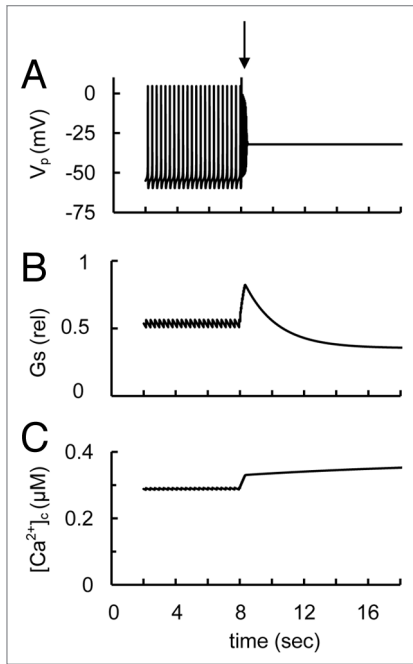 A
0
-25
-50
-75
Vp (mV)
B
1
0.5
0
Gs (rel)
C
0.4
0.2
0
[Ca2+]c (µM)
0 4 8 12 16
time (sec)